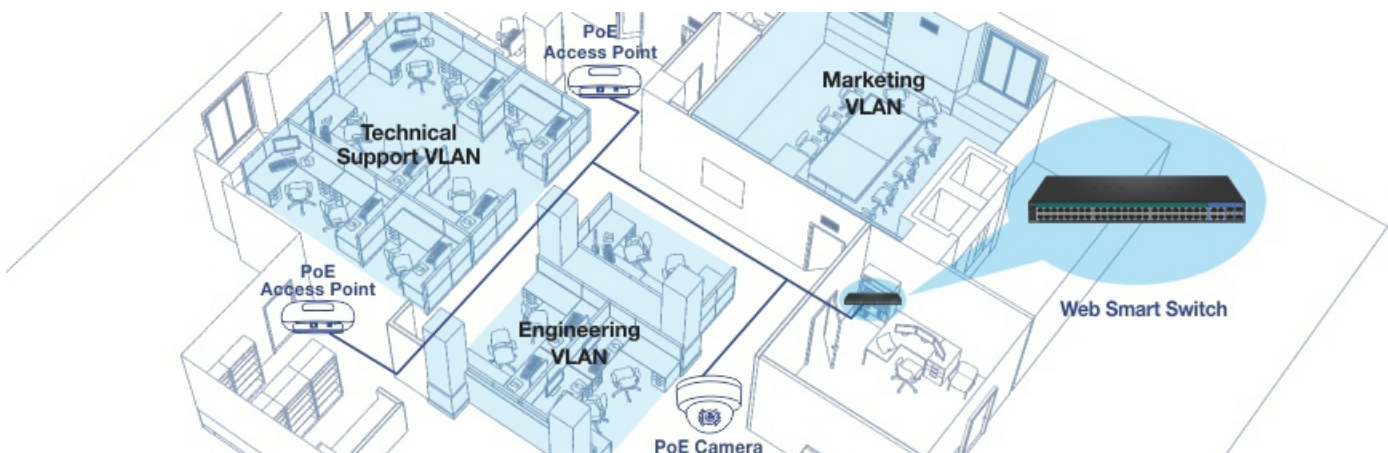 PoE
Access Point
Marketing
VLAN
Technical
Support VLAN
PoE
Access Point
Web Smart Switch
Engineering
VLAN
PoE Camera